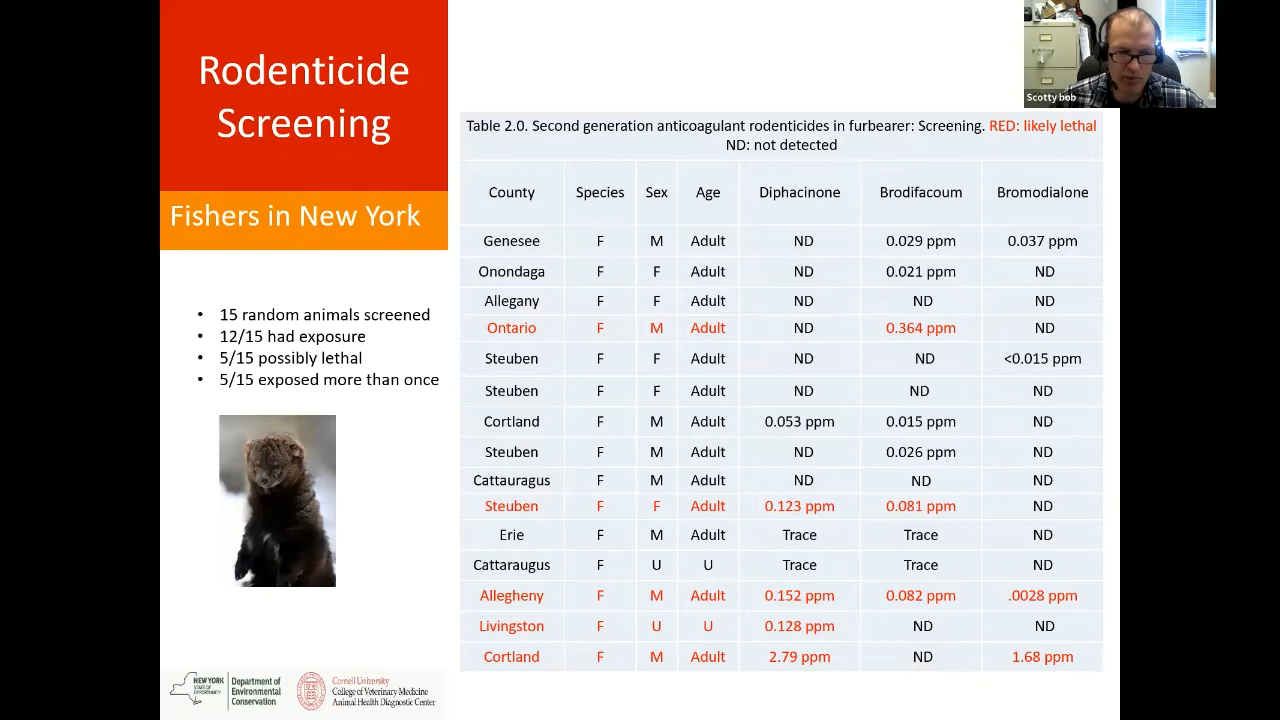 Rodenticide
Screening
Fishers in New York
• 15 random animals screened
• 12/15 had exposure
• 5/15 possibly lethal
• 5/15 exposed more than once
NEW YORK
STATE OF
OPPORTUNITY
Department of
Environmental
Conservation
Cornell University
College of Veterinary Medicine
Animal Health Diagnostic Center
Scotty bob
Table 2.0. Second generation anticoagulant rodenticides in furbearer: Screening. RED: likely lethal
ND: not detected
County Species Sex Age Diphacinone Brodifacoum Bromodialone
Genesee F M Adult ND 0.029 ppm 0.037 ppm
Onondaga F F Adult ND 0.021 ppm ND
Allegany F F Adult ND ND ND
Ontario F M Adult ND 0.364 ppm ND
Steuben F F Adult ND ND <0.015 ppm
Steuben F F Adult ND ND ND
Cortland F M Adult 0.053 ppm 0.015 ppm ND
Steuben F M Adult ND 0.026 ppm ND
Cattauragus F M Adult ND ND ND
Steuben F F Adult 0.123 ppm 0.081 ppm ND
Erie F M Adult Trace Trace ND
Cattaraugus F U U Trace Trace ND
Allegheny F M Adult 0.152 ppm 0.082 ppm .0028 ppm
Livingston F U U 0.128 ppm ND ND
Cortland F M Adult 2.79 ppm ND 1.68 ppm